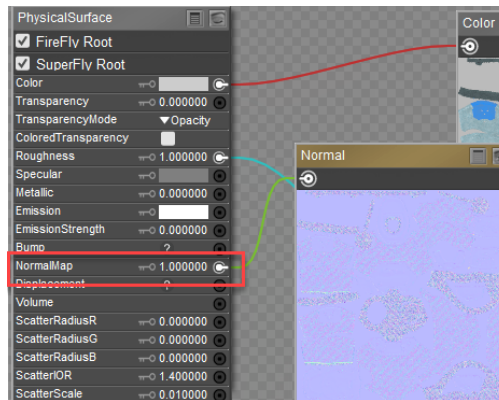 PhysicalSurface
FireFly Root
SuperFly Root
Color 
Transparency 0.000000
TransparencyMode Opacity
ColoredTransparency
Roughness 1.000000
Specular
Metallic 0.000000
Emission
EmissionStrength 0.000000
Bump ?
NormalMap 1.000000
Displacement ?
Volume
ScatterRadiusR 0.000000
ScatterRadiusG 0.000000
ScatterRadiusB 0.000000
ScatterIOR 1.400000
ScatterScale 0.010000
Color
Normal